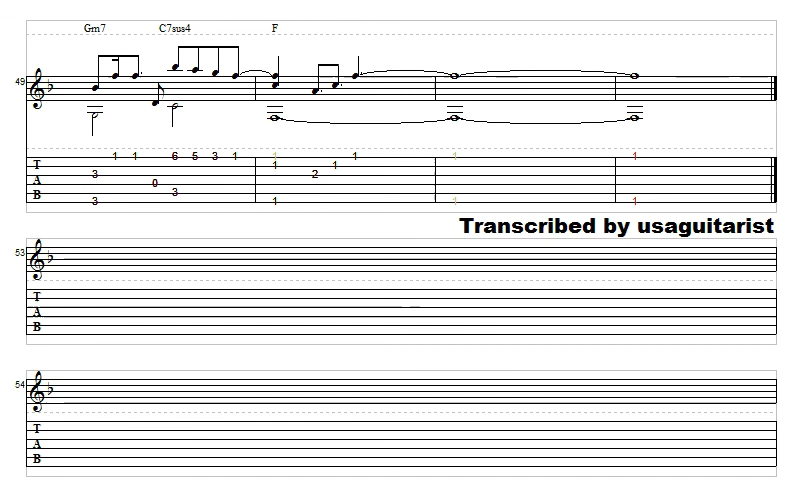 Gm7 C7sus4 F
49
1 1 6 5 3 1 1 1 1 1
T 1 1
A 3 2
0
B 3
3 1 1 1
Transcribed by usaguitarist
53
T
A
B
54
T
A
B